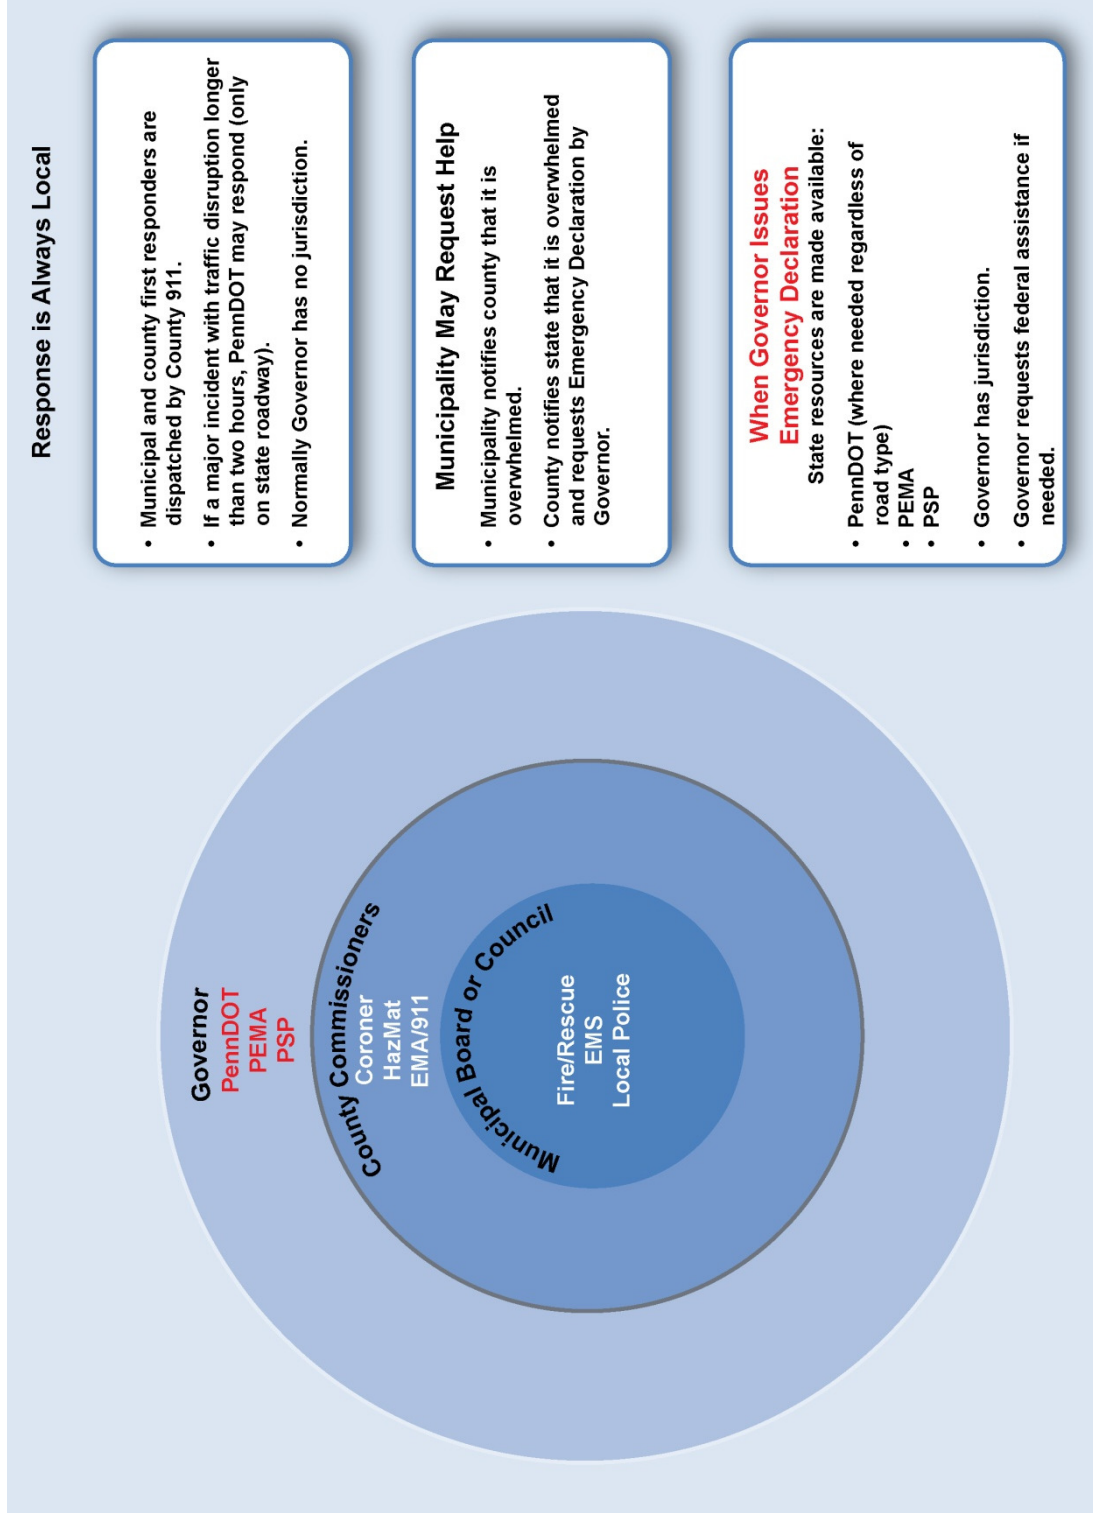 Response is Always Local
• Municipal and county first responders are
dispatched by County 911.
• If a major incident with traffic disruption longer
than two hours, PennDOT may respond (only
on state roadway).
• Normally Governor has no jurisdiction.
Municipality May Request Help
• Municipality notifies county that it is
overwhelmed.
• County notifies state that it is overwhelmed
and requests Emergency Declaration by
Governor.
When Governor Issues
Emergency Declaration
State resources are made available:
• PennDOT (where needed regardless of
road type)
• PEMA
• PSP
• Governor has jurisdiction.
• Governor requests federal assistance if
needed.
Governor
PennDOT
PEMA
PSP
County Commissioners
Coroner
HazMat
EMA/911
Municipal Board or Council
Fire/Rescue
EMS
Local Police